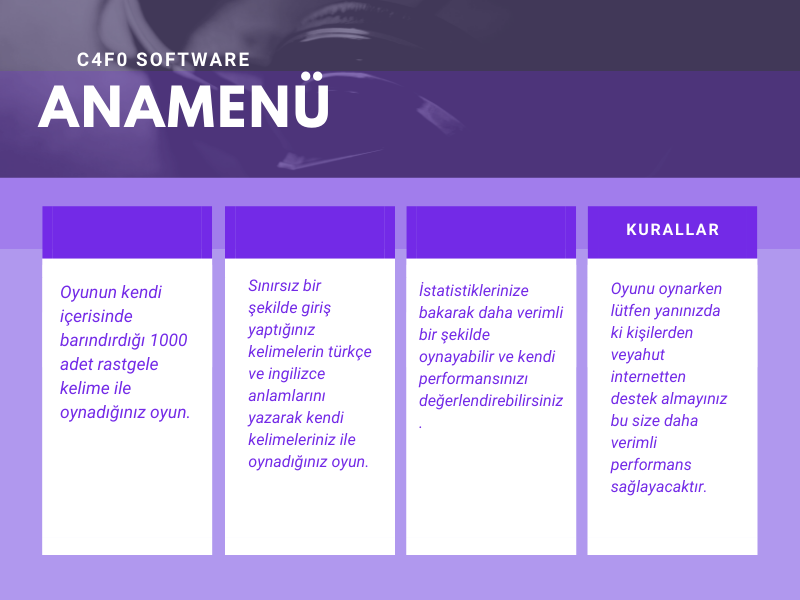 C4F0 SOFTWARE
ANAMENÜ
Oyunun kendi
içerisinde
barındırdığı 1000
adet rastgele
kelime ile
oynadığınız oyun.
Sınırsız bir
şekilde giriş
yaptığınız
kelimelerin türkçe
ve ingilizce
anlamlarını
yazarak kendi
kelimeleriniz ile
oynadığınız oyun.
İstatistiklerinize
bakarak daha verimli
bir şekilde
oynayabilir ve kendi
performansınızı
değerlendirebilirsiniz
.
KURALLAR
Oyunu oynarken
lütfen yanınızda
ki kişilerden
veyahut
internetten
destek almayınız
bu size daha
verimli
performans
sağlayacaktır.